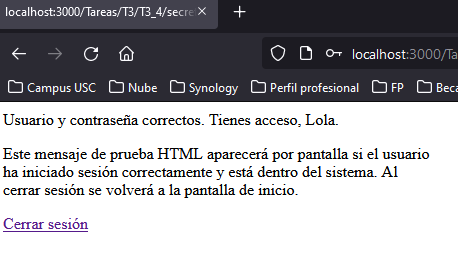 localhost:3000/Tareas/T3/T3_4/secre
localhost:3000/Ta
Campus USC Nube Synology Perfil profesional FP Beca
Usuario y contraseña correctos. Tienes acceso, Lola.
Este mensaje de prueba HTML aparecerá por pantalla si el usuario
ha iniciado sesión correctamente y está dentro del sistema. Al
cerrar sesión se volverá a la pantalla de inicio.
Cerrar sesión